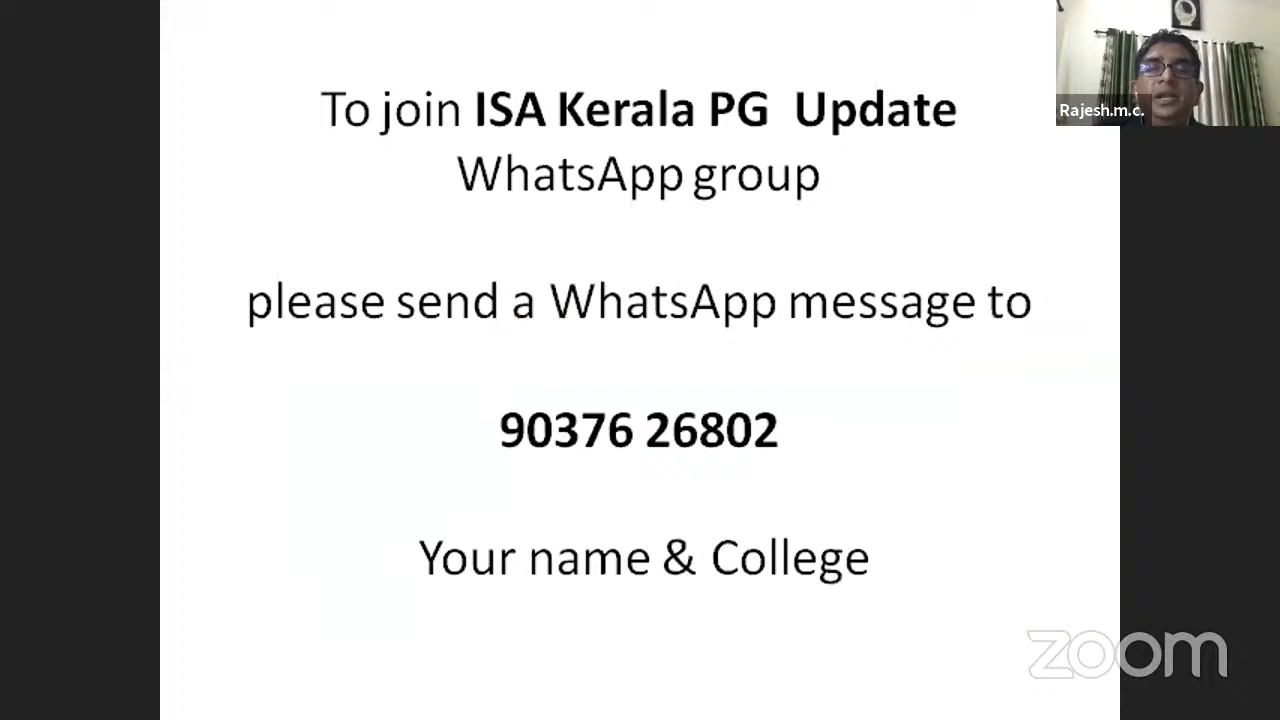 To join ISA Kerala PG Update
WhatsApp group
please send a WhatsApp message to
90376 26802
Your name & College
Rajesh.m.c.
zoom